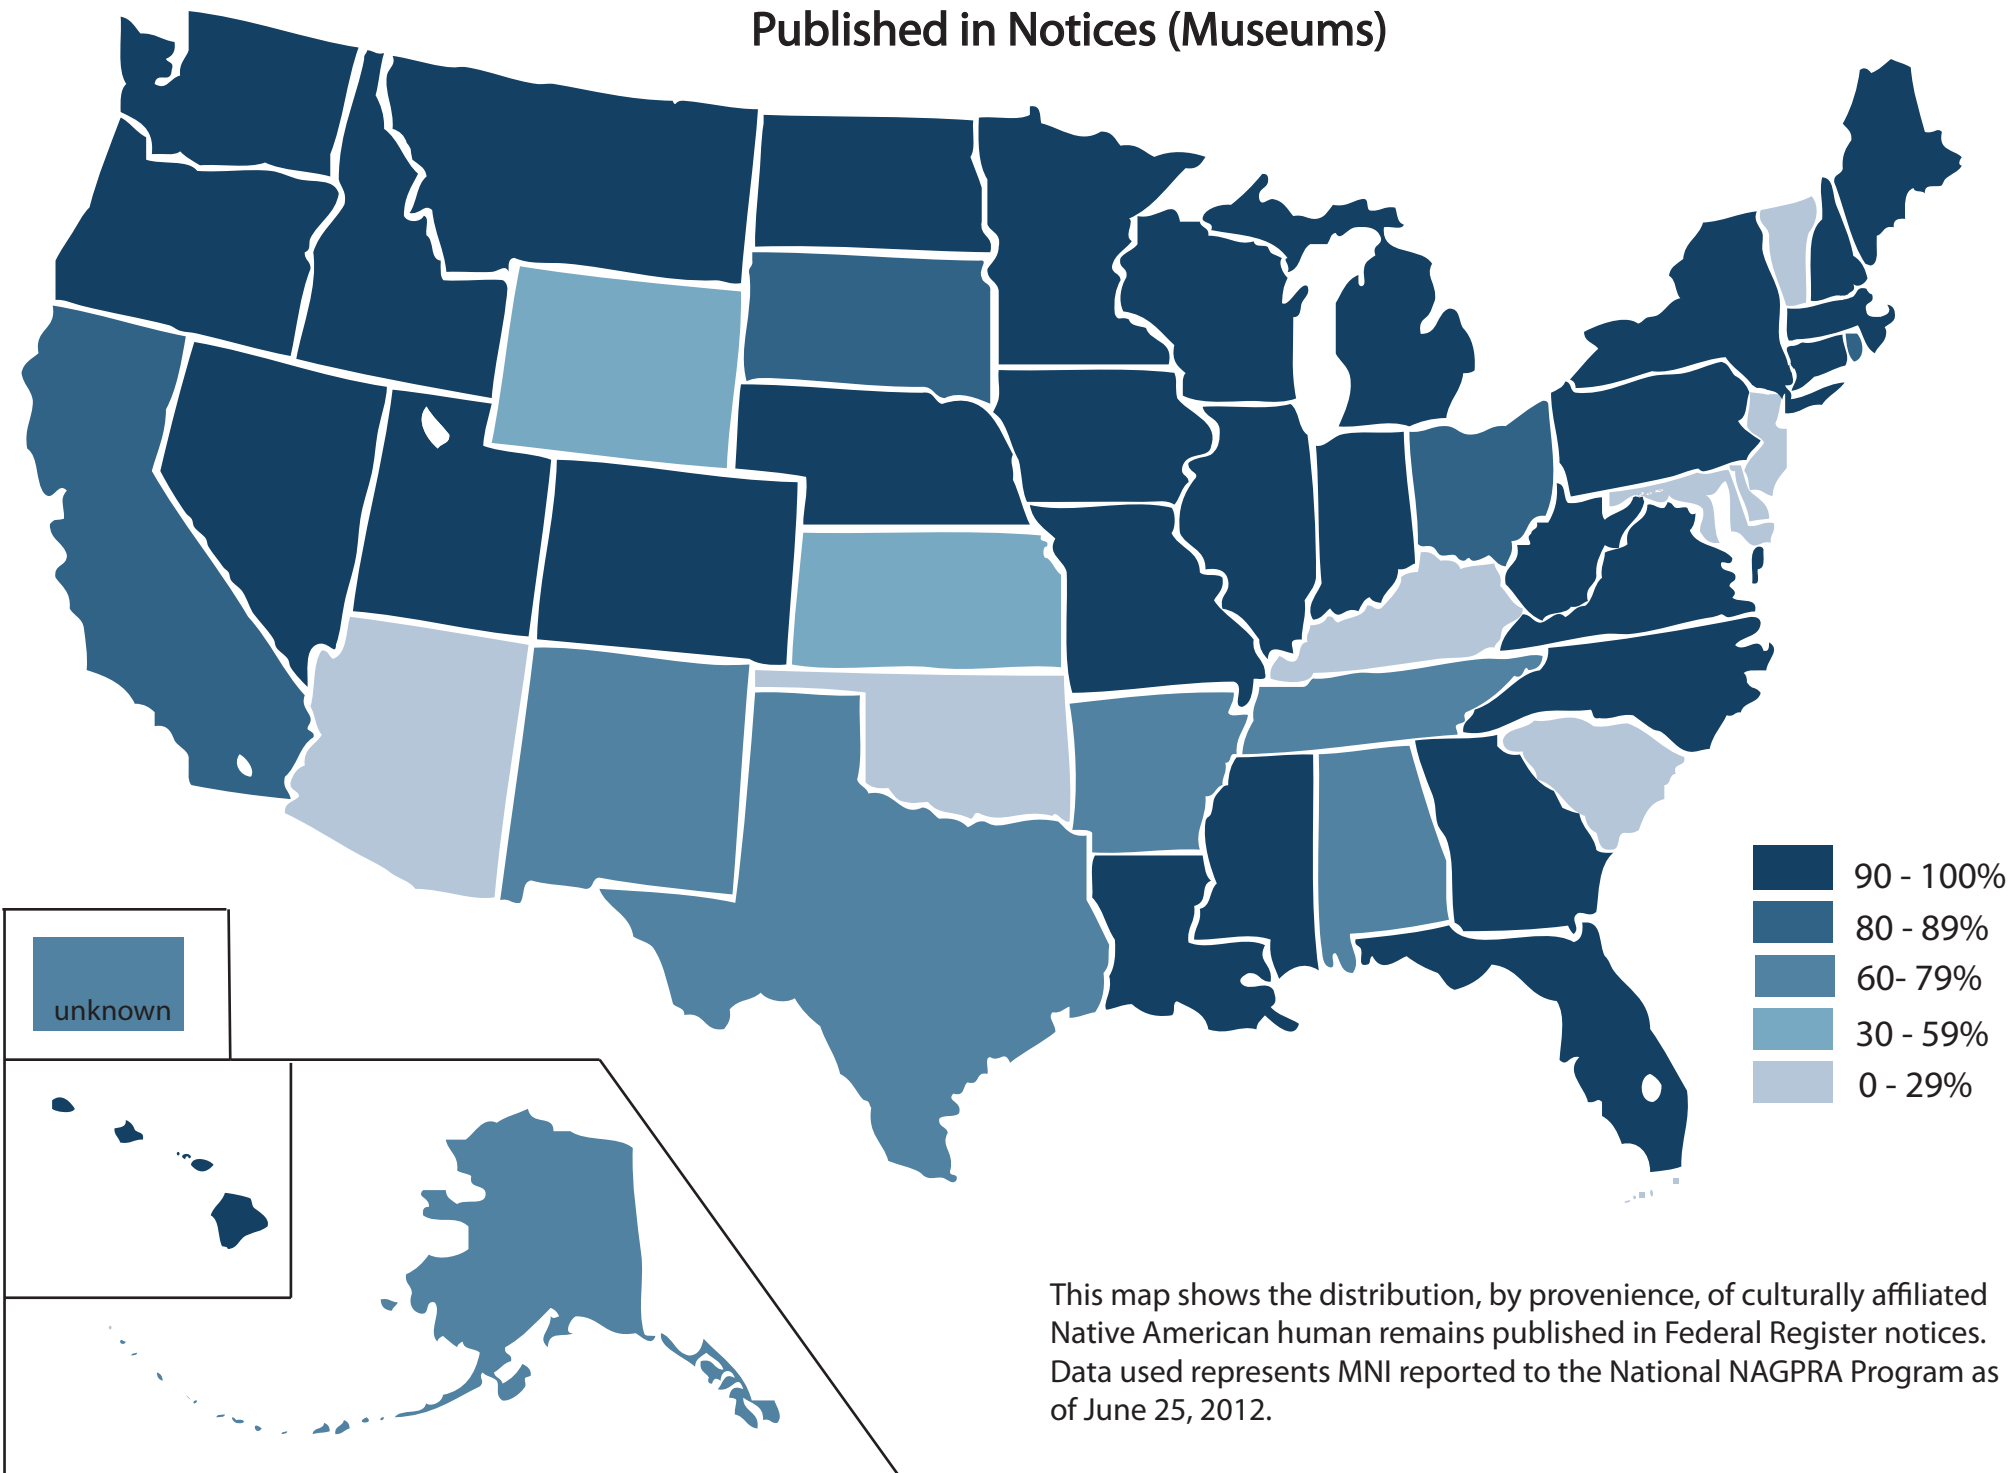 Published in Notices (Museums)
90 - 100%
80 - 89%
60- 79%
30 - 59%
0 - 29%
unknown
This map shows the distribution, by provenience, of culturally affiliated
Native American human remains published in Federal Register notices.
Data used represents MNI reported to the National NAGPRA Program as
of June 25, 2012.